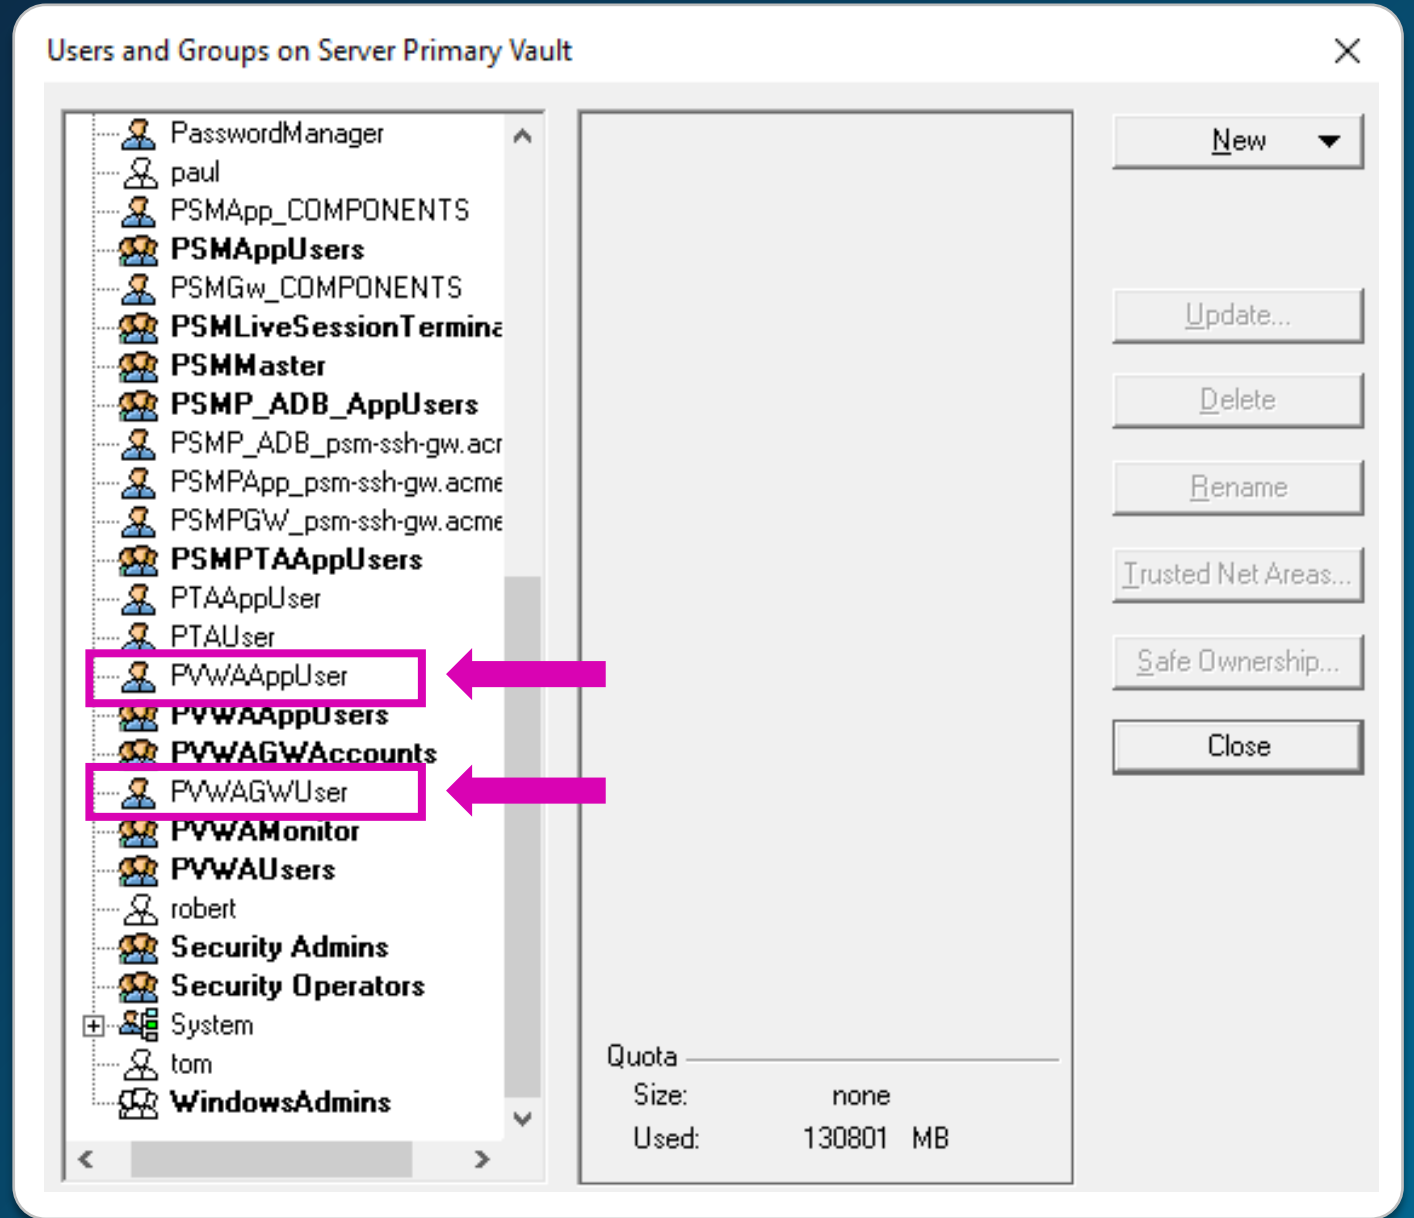 Users and Groups on Server Primary Vault
PasswordManager
paul
PSMApp_COMPONENTS
PSMAppUsers
PSMGw_COMPONENTS
PSMLiveSessionTermina
PSMMaster
PSMP_ADB_AppUsers
PSMP_ADB_psm-ssh-gw.acr
PSMPApp_psm-ssh-gw.acme
PSMPGW_psm-ssh-gw.acme
PSMPTAAppUsers
PTAAppUser
PTAUser
PVWAAppUser
PVWAAppUsers
PVWAGWAccounts
PVWAGWUser
PVWAMonitor
PVWAUsers
robert
Security Admins
Security Operators
System
tom
WindowsAdmins
Quota
Size: none
Used: 130801 MB
New
Update...
Delete
Rename
Trusted Net Areas...
Safe Ownership...
Close